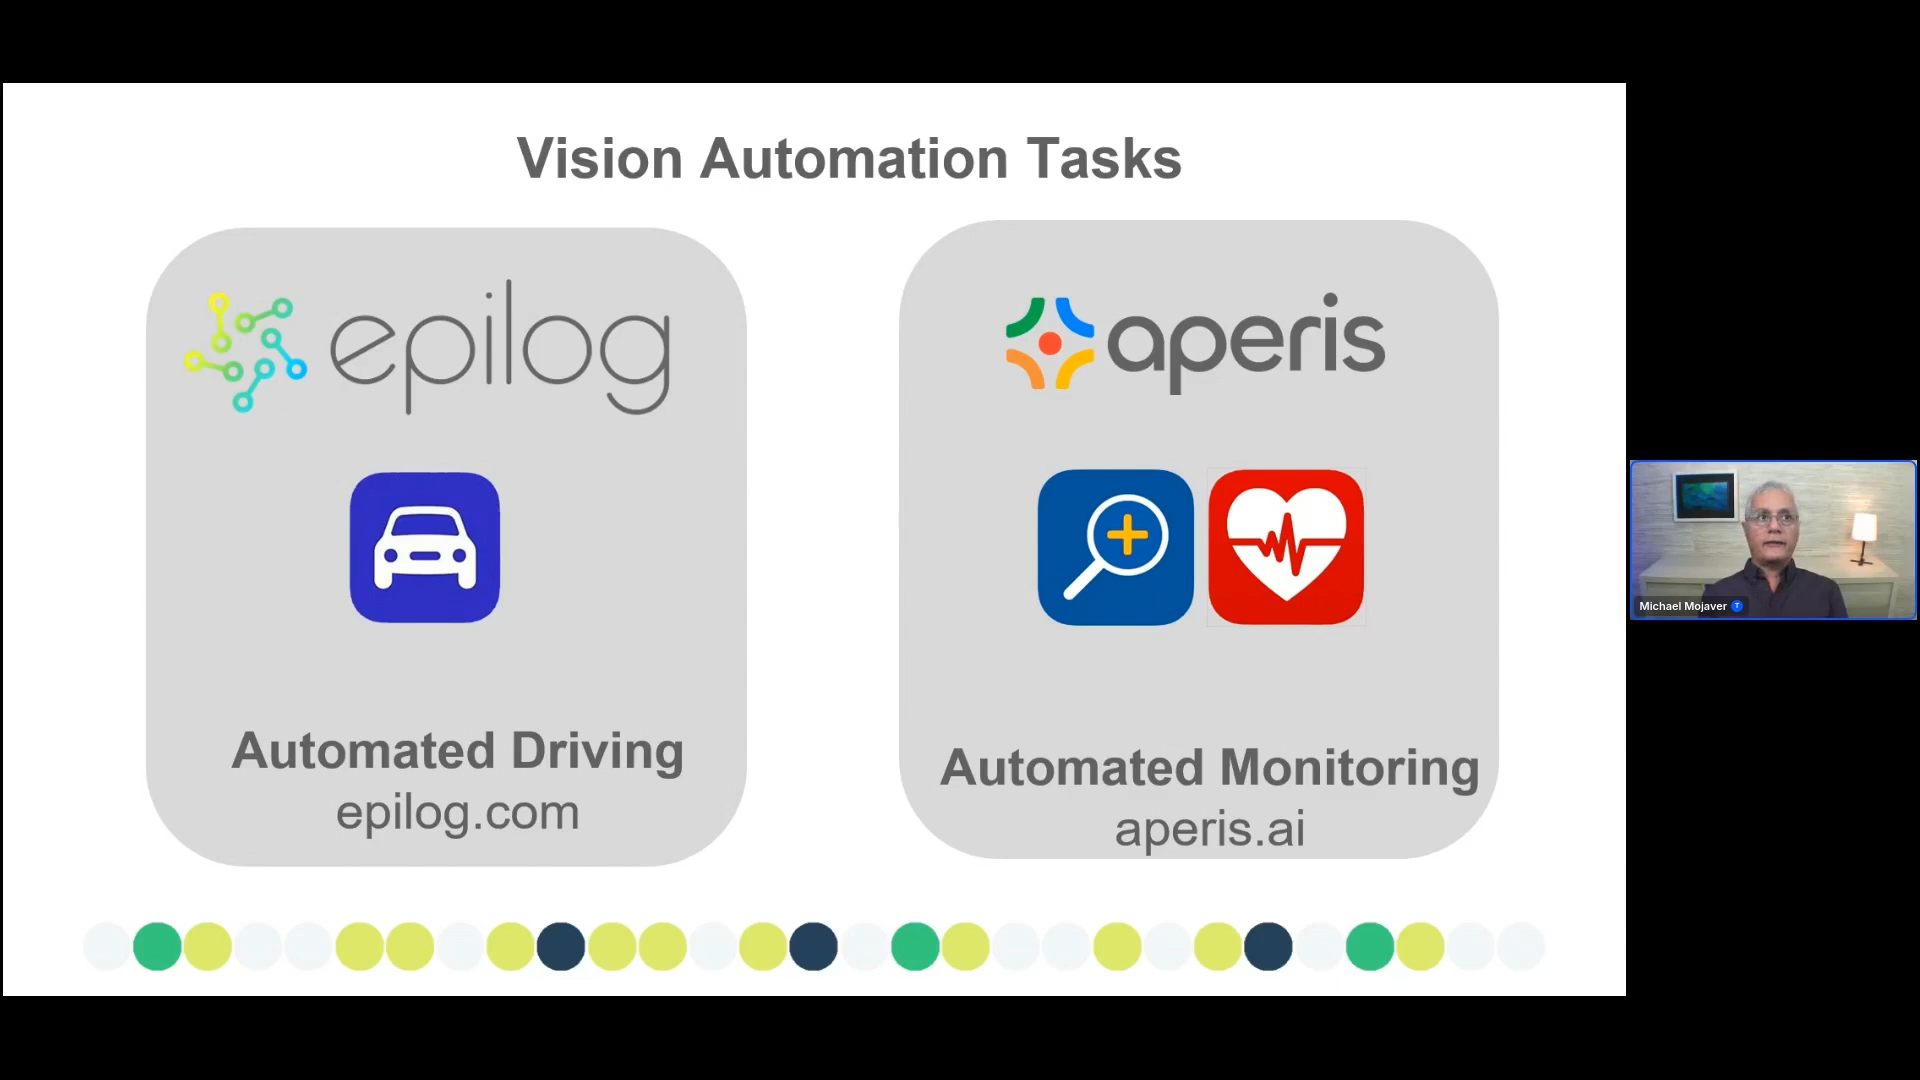 Vision Automation Tasks
epilog
Automated Driving
epilog.com
aperis
Automated Monitoring
aperis.ai
Michael Mojaver
T